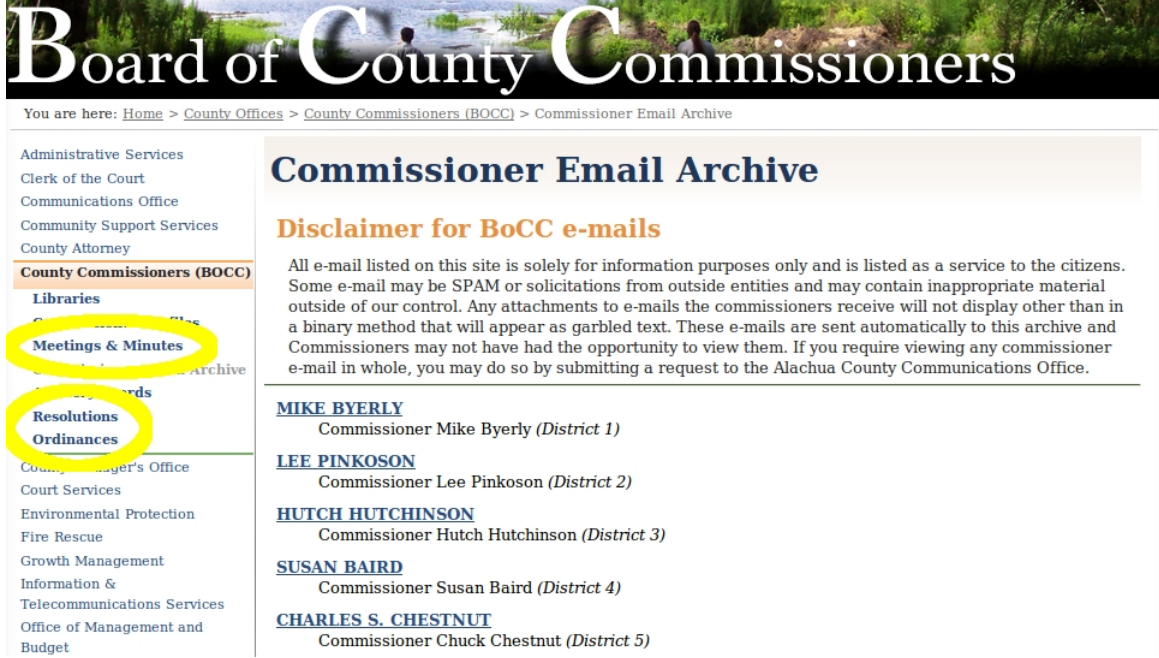 Board of County Commissioners
You are here: Home > County Offices > County Commissioners (BOCC) > Commissioner Email Archive
Administrative Services
Clerk of the Court
Communications Office
Community Support Services
County Attorney
County Commissioners (BOCC)
Libraries
Meetings & Minutes
Archive
Resolutions
Ordinances
Office
Court Services
Environmental Protection
Fire Rescue
Growth Management
Information &
Telecommunications Services
Office of Management and
Budget
Commissioner Email Archive
Disclaimer for BoCC e-mails
All e-mail listed on this site is solely for information purposes only and is listed as a service to the citizens.
Some e-mail may be SPAM or solicitations from outside entities and may contain inappropriate material
outside of our control. Any attachments to e-mails the commissioners receive will not display other than in
a binary method that will appear as garbled text. These e-mails are sent automatically to this archive and
Commissioners may not have had the opportunity to view them. If you require viewing any commissioner
e-mail in whole, you may do so by submitting a request to the Alachua County Communications Office.
MIKE BYERLY
Commissioner Mike Byerly (District 1)
LEE PINKOSON
Commissioner Lee Pinkoson (District 2)
HUTCH HUTCHINSON
Commissioner Hutch Hutchinson (District 3)
SUSAN BAIRD
Commissioner Susan Baird (District 4)
CHARLES S. CHESTNUT
Commissioner Chuck Chestnut (District 5)